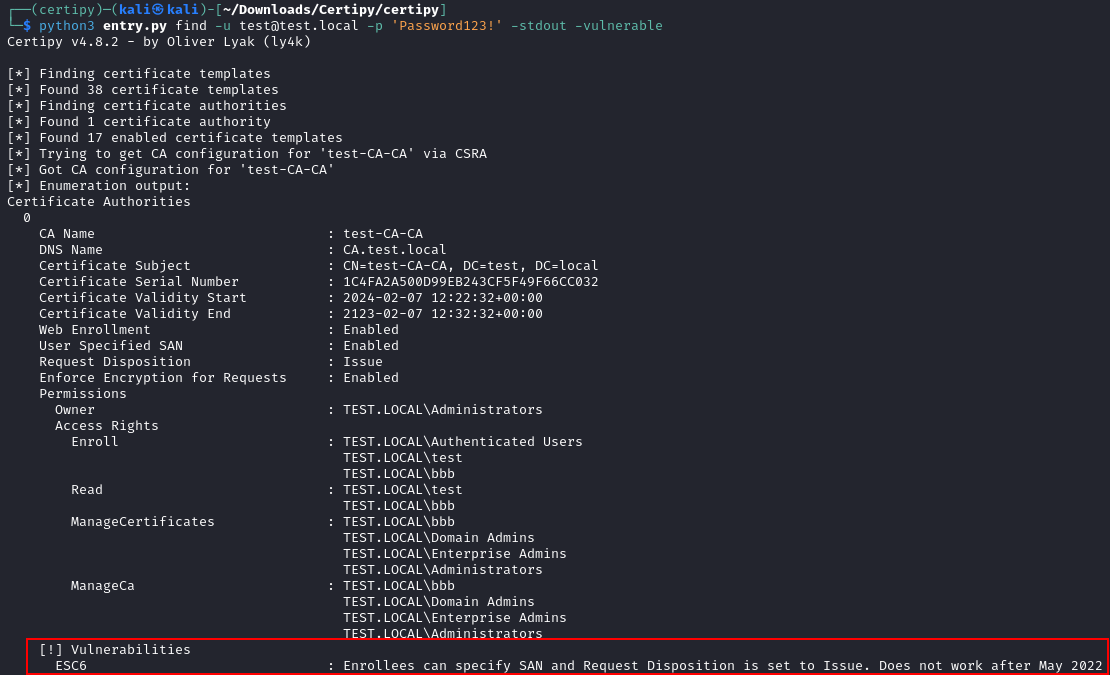 ┌──(certipy)─(kali㉿kali)-[~/Downloads/Certipy/certipy]
└─$ python3 entry.py find -u test@test.local -p 'Password123!' -stdout -vulnerable
Certipy v4.8.2 - by Oliver Lyak (ly4k)

[*] Finding certificate templates
[*] Found 38 certificate templates
[*] Finding certificate authorities
[*] Found 1 certificate authority
[*] Found 17 enabled certificate templates
[*] Trying to get CA configuration for 'test-CA-CA' via CSRA
[*] Got CA configuration for 'test-CA-CA'
[*] Enumeration output:
Certificate Authorities
  0
    CA Name                             : test-CA-CA
    DNS Name                            : CA.test.local
    Certificate Subject                 : CN=test-CA-CA, DC=test, DC=local
    Certificate Serial Number           : 1C4FA2A500D99EB243CF5F49F66CC032
    Certificate Validity Start          : 2024-02-07 12:22:32+00:00
    Certificate Validity End            : 2123-02-07 12:32:32+00:00
    Web Enrollment                      : Enabled
    User Specified SAN                  : Enabled
    Request Disposition                 : Issue
    Enforce Encryption for Requests     : Enabled
    Permissions
      Owner                             : TEST.LOCAL\Administrators
      Access Rights
        Enroll                          : TEST.LOCAL\Authenticated Users
                                          TEST.LOCAL\test
                                          TEST.LOCAL\bbb
        Read                            : TEST.LOCAL\test
                                          TEST.LOCAL\bbb
        ManageCertificates              : TEST.LOCAL\bbb
                                          TEST.LOCAL\Domain Admins
                                          TEST.LOCAL\Enterprise Admins
                                          TEST.LOCAL\Administrators
        ManageCa                        : TEST.LOCAL\bbb
                                          TEST.LOCAL\Domain Admins
                                          TEST.LOCAL\Enterprise Admins
                                          TEST.LOCAL\Administrators
    [!] Vulnerabilities
      ESC6                              : Enrollees can specify SAN and Request Disposition is set to Issue. Does not work after May 2022